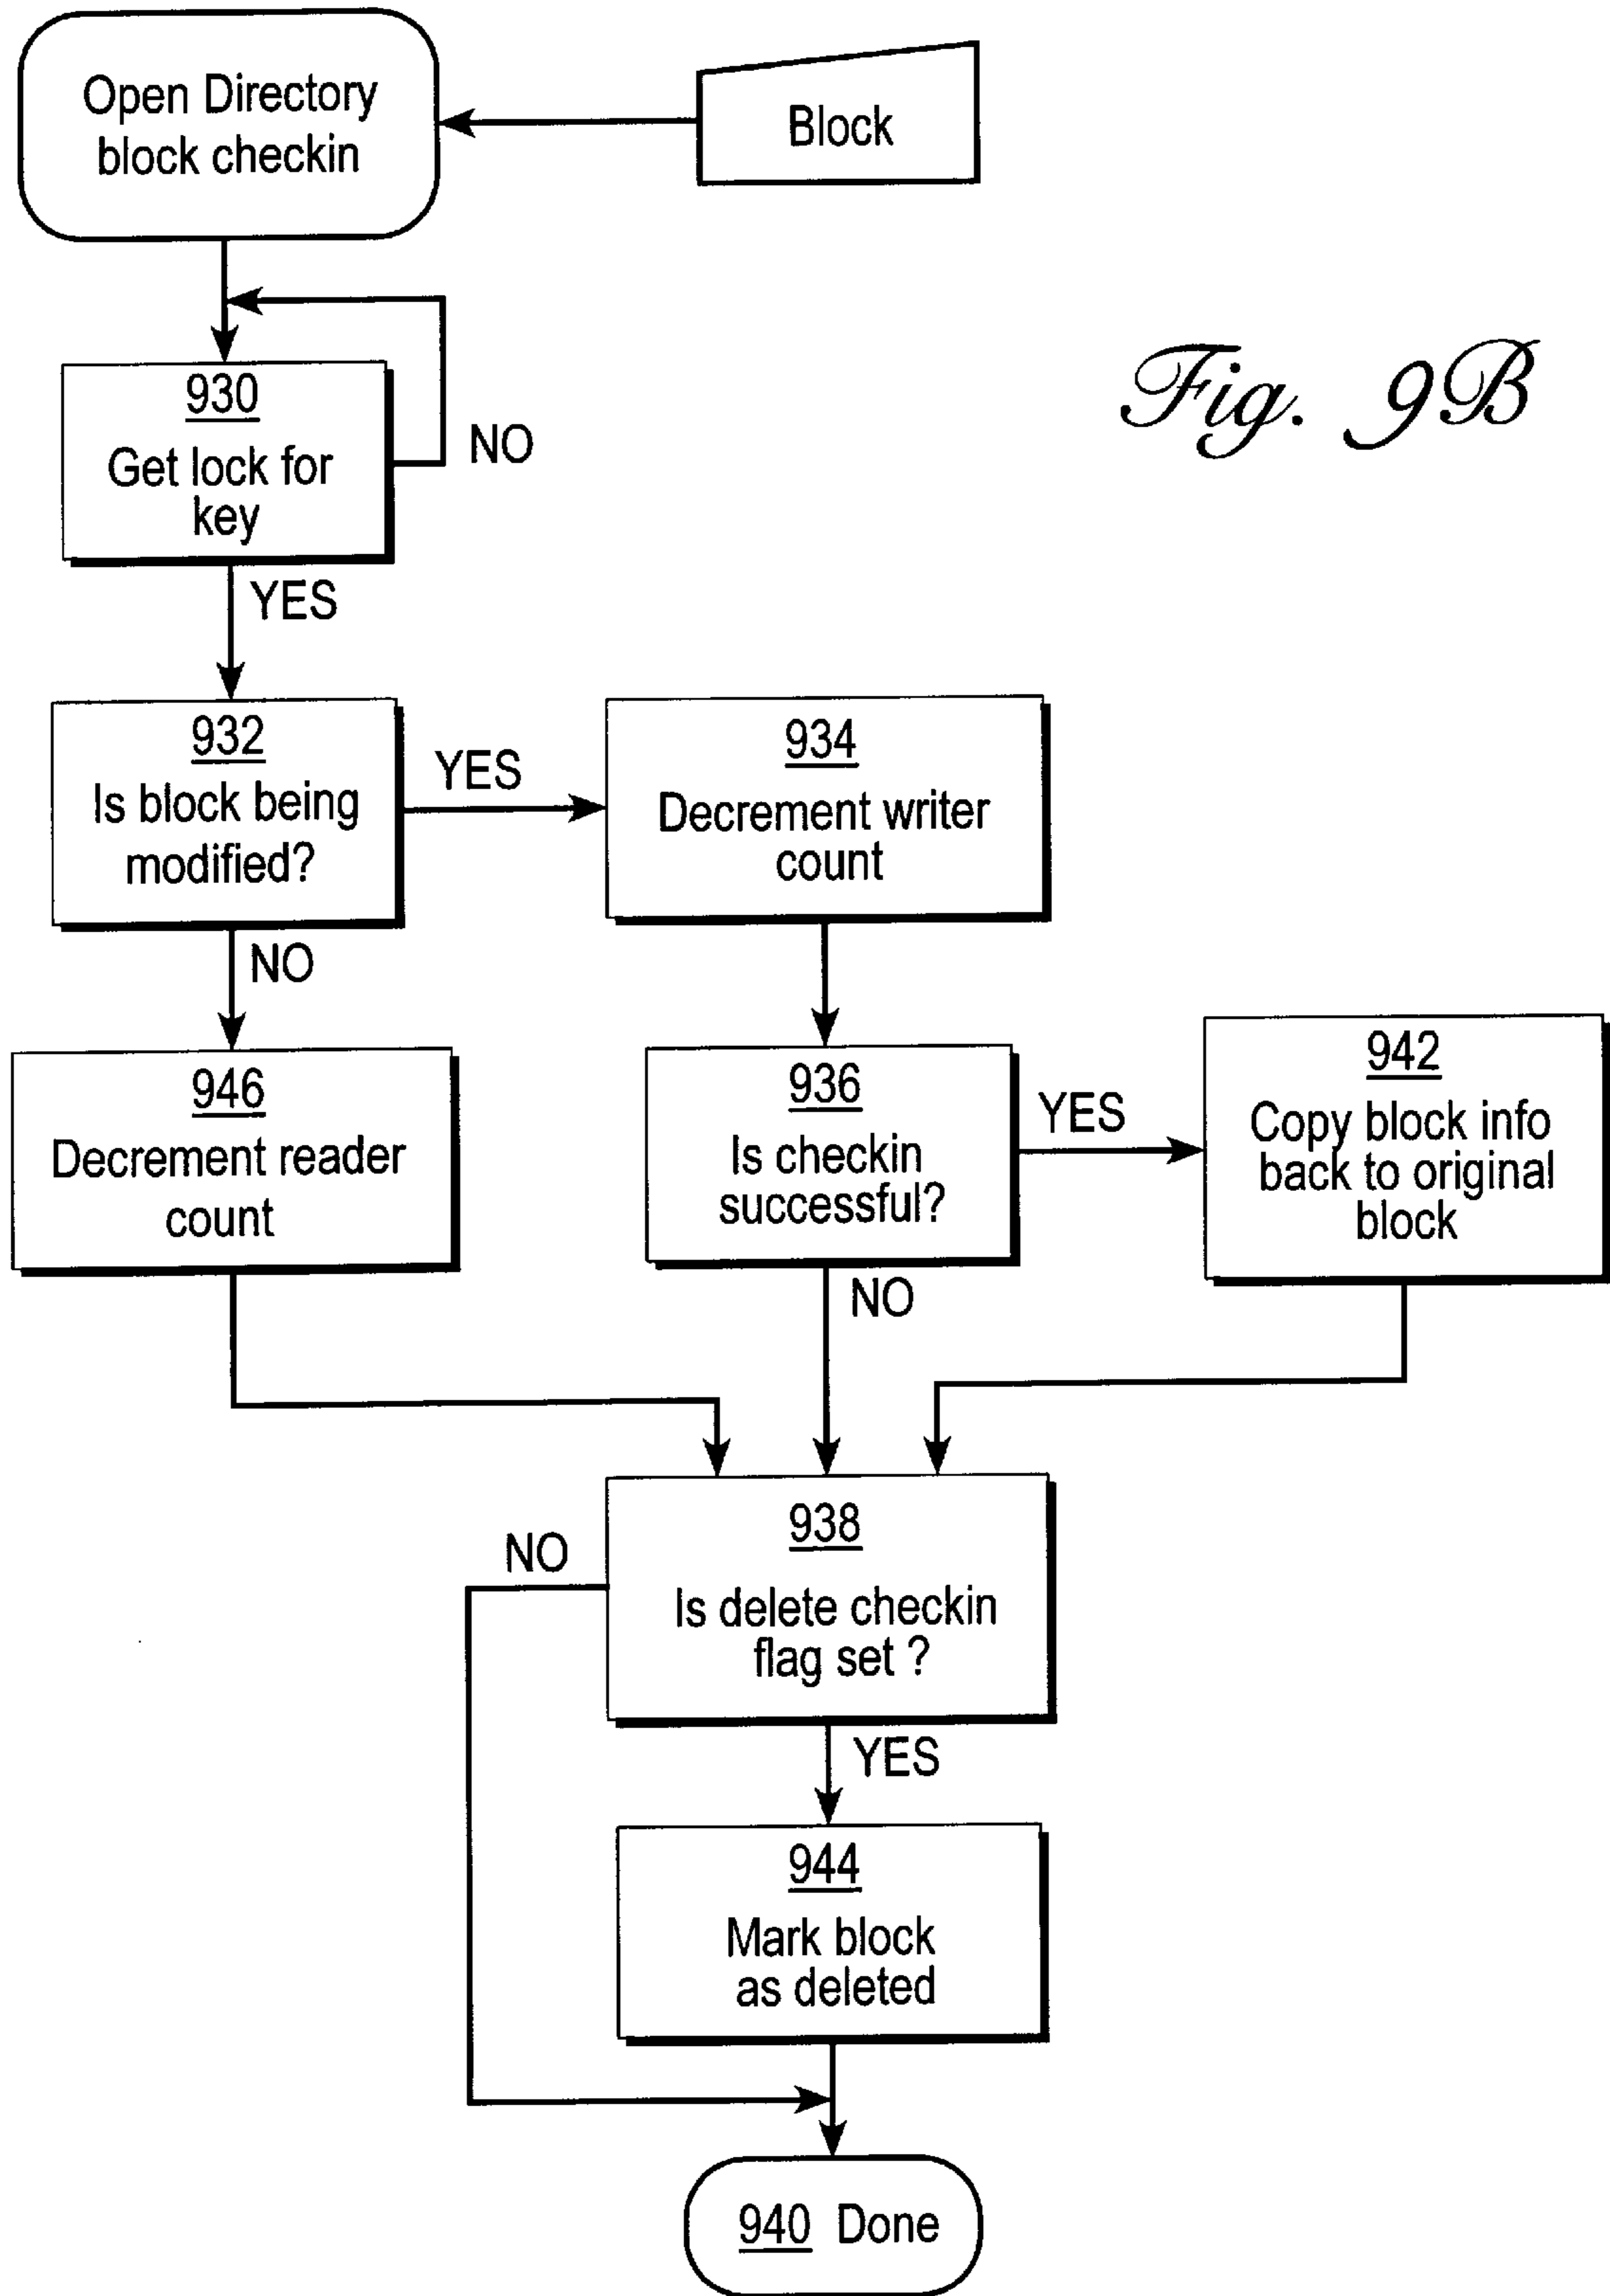 Open Directory
block checkin
Block
Fig. 9B
930
Get lock for
key
NO
YES
932
Is block being
modified?
YES
934
Decrement writer
count
NO
946
Decrement reader
count
936
Is checkin
successful?
YES
942
Copy block info
back to original
block
NO
938
Is delete checkin
flag set ?
NO
YES
944
Mark block
as deleted
940 Done